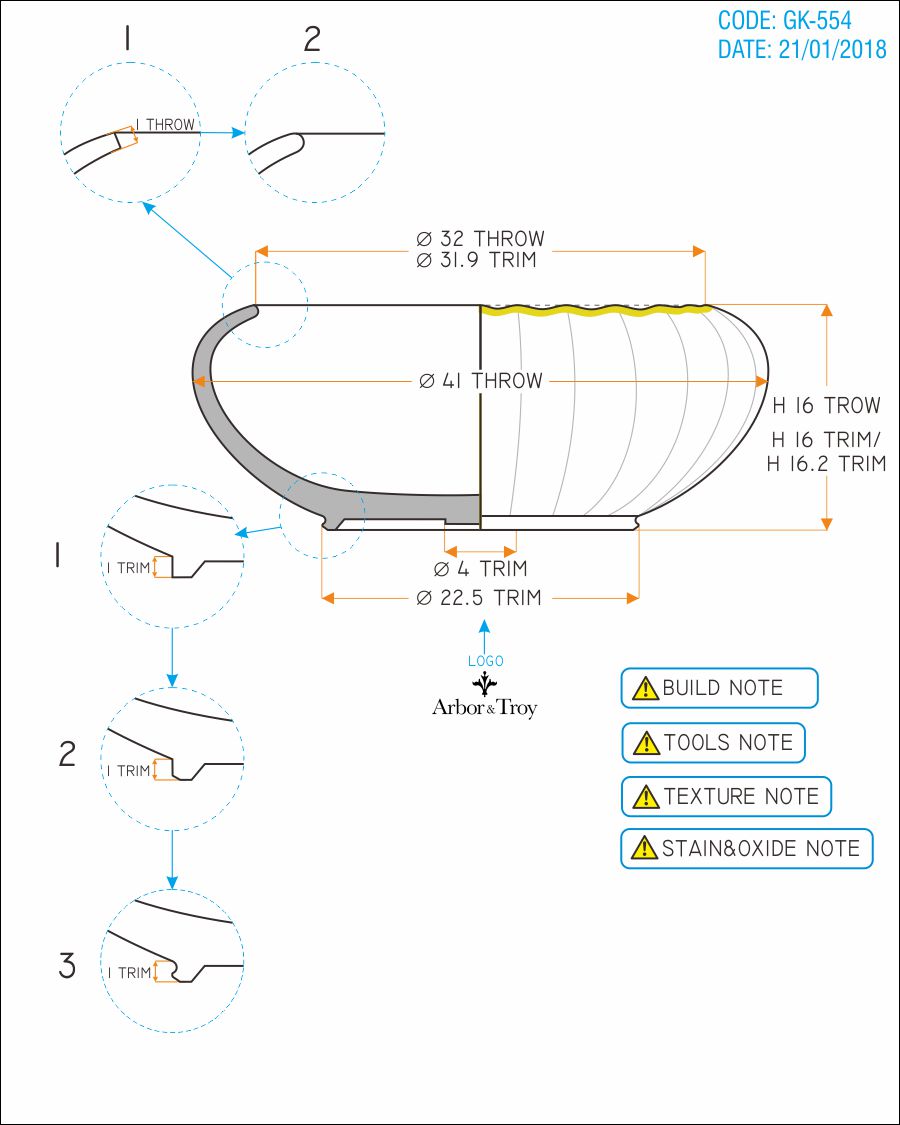 CODE: GK-554
DATE: 21/01/2018
1
2
1 THROW
Ø 32 THROW
Ø 31.9 TRIM
Ø 41 THROW
H 16 TROW
H 16 TRIM/
H 16.2 TRIM
1
1 TRIM
Ø 4 TRIM
Ø 22.5 TRIM
LOGO
Arbor & Troy
BUILD NOTE
TOOLS NOTE
TEXTURE NOTE
STAIN&OXIDE NOTE
2
1 TRIM
3
1 TRIM